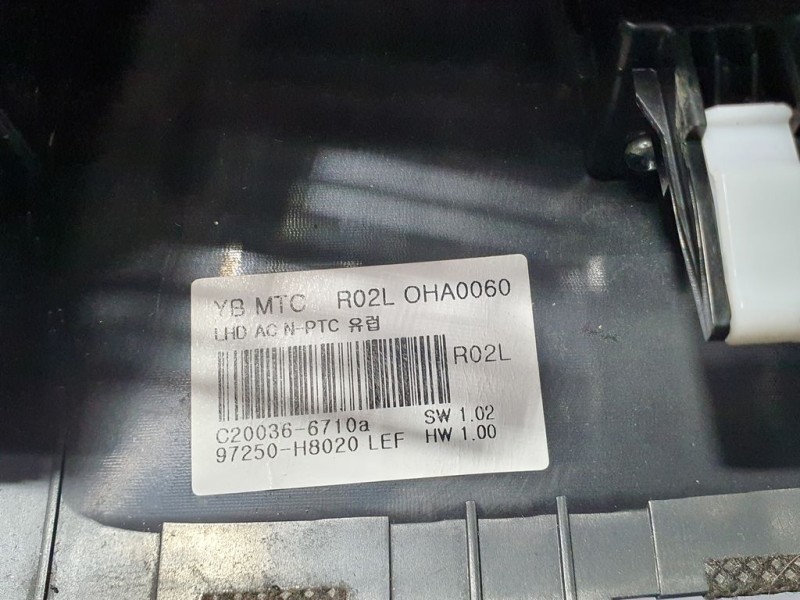 YB MTC R02L OHA0060
LHD AC N-PTC 유럽
R02L
C20036-6710a SW 1.02
97250-H8020 LEF HW 1.00